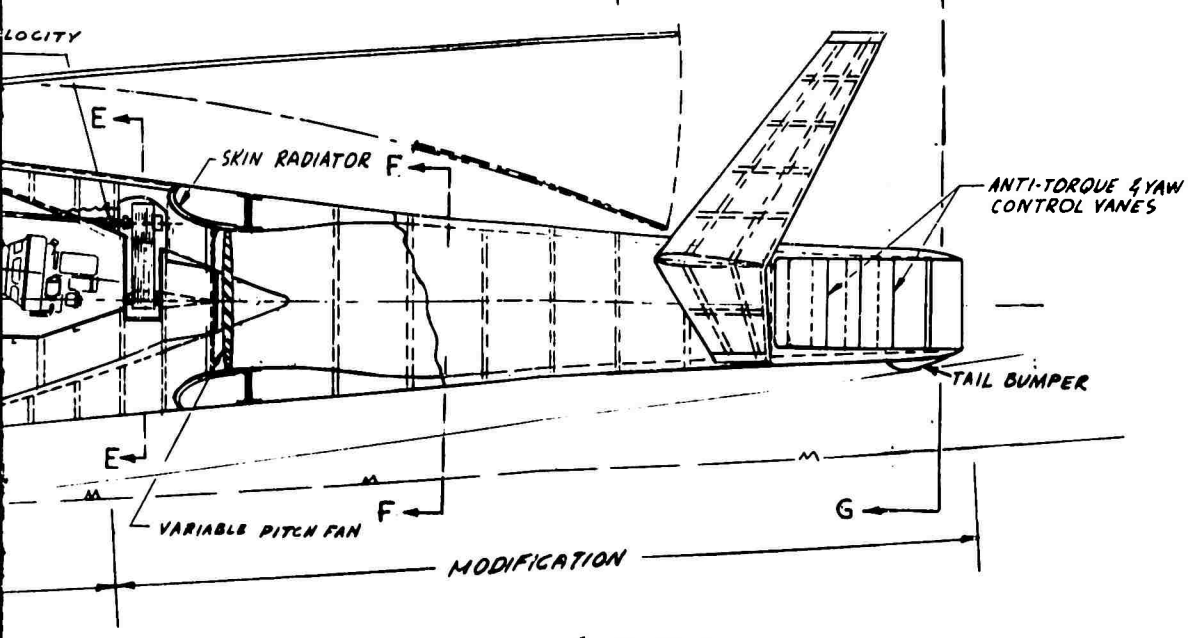 LOCITY
E
SKIN RADIATOR
F
ANTI-TORQUE & YAW
CONTROL VANES
TAIL BUMPER
E
F
G
VARIABLE PITCH FAN
MODIFICATION